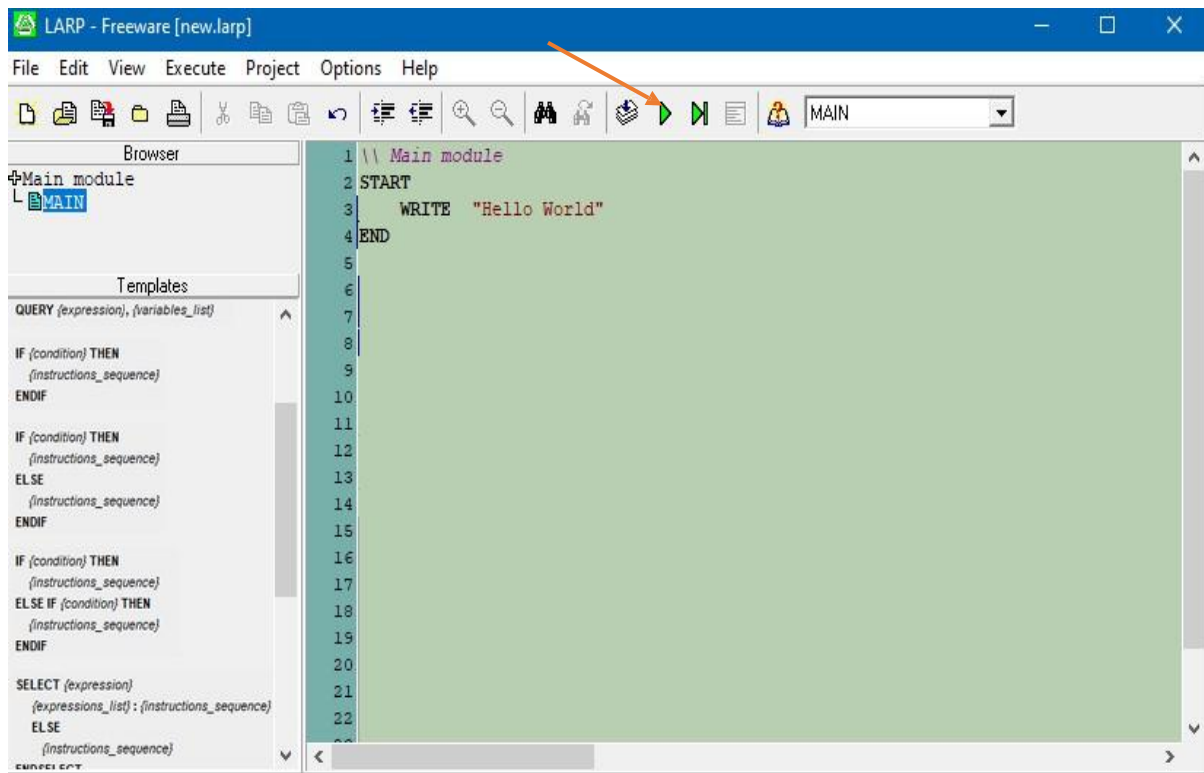 LARP - Freeware [new.larp]
File Edit View Execute Project Options Help
MAIN
Browser
Main module
MAIN
Templates
QUERY {expression}, {variables_list}
IF {condition} THEN
{instructions_sequence}
ENDIF
IF {condition} THEN
{instructions_sequence}
ELSE
{instructions_sequence}
ENDIF
IF {condition} THEN
{instructions_sequence}
ELSE IF {condition} THEN
{instructions_sequence}
ENDIF
SELECT {expression}
{expressions_list} : {instructions_sequence}
ELSE
{instructions_sequence}
ENDSELECT
1 \\ Main module
2 START
3 WRITE "Hello World"
4 END
5
6
7
8
9
10
11
12
13
14
15
16
17
18
19
20
21
22